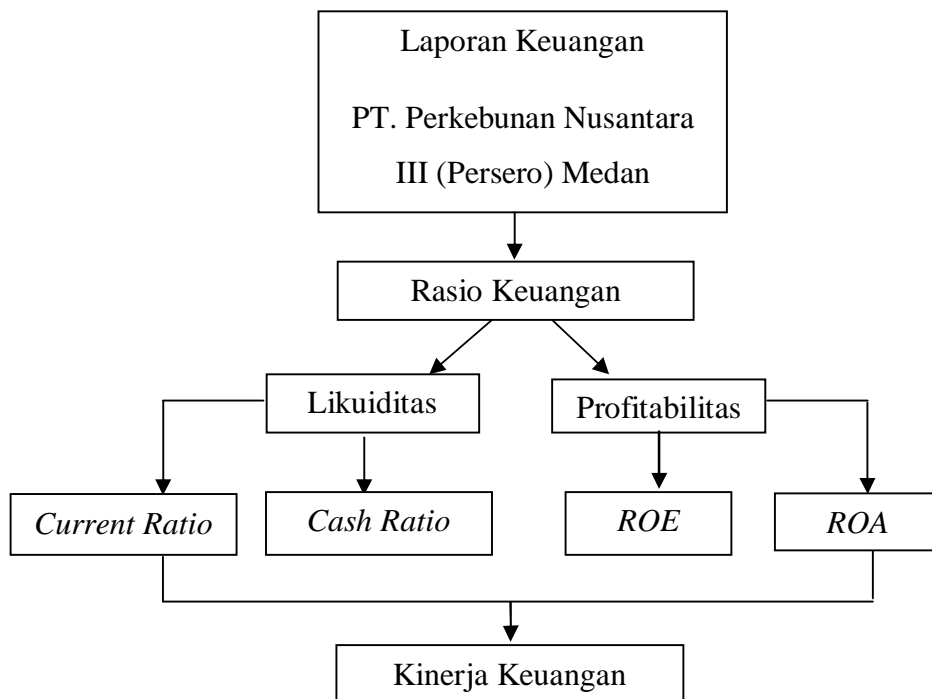 Laporan Keuangan
PT. Perkebunan Nusantara
III (Persero) Medan
Rasio Keuangan
Likuiditas
Profitabilitas
Current Ratio
Cash Ratio
ROE
ROA
Kinerja Keuangan